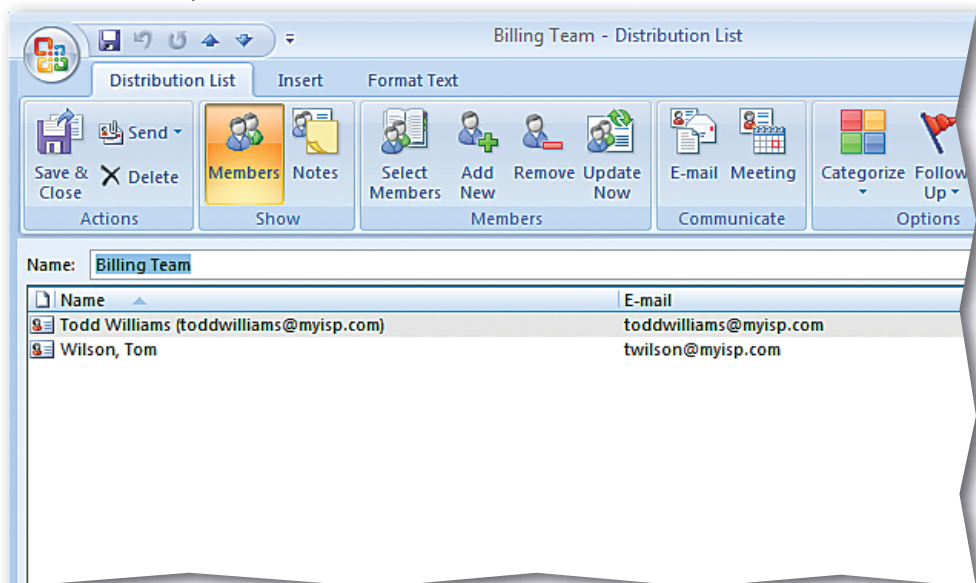 Billing Team - Distribution List
Distribution List Insert Format Text
Save & Close Send Delete Members Notes Select Members Add New Remove Update Now E-mail Meeting Categorize Follow Up
Actions Show Members Communicate Options
Name: Billing Team
Name E-mail
Todd Williams (toddwilliams@myisp.com) toddwilliams@myisp.com
Wilson, Tom twilson@myisp.com